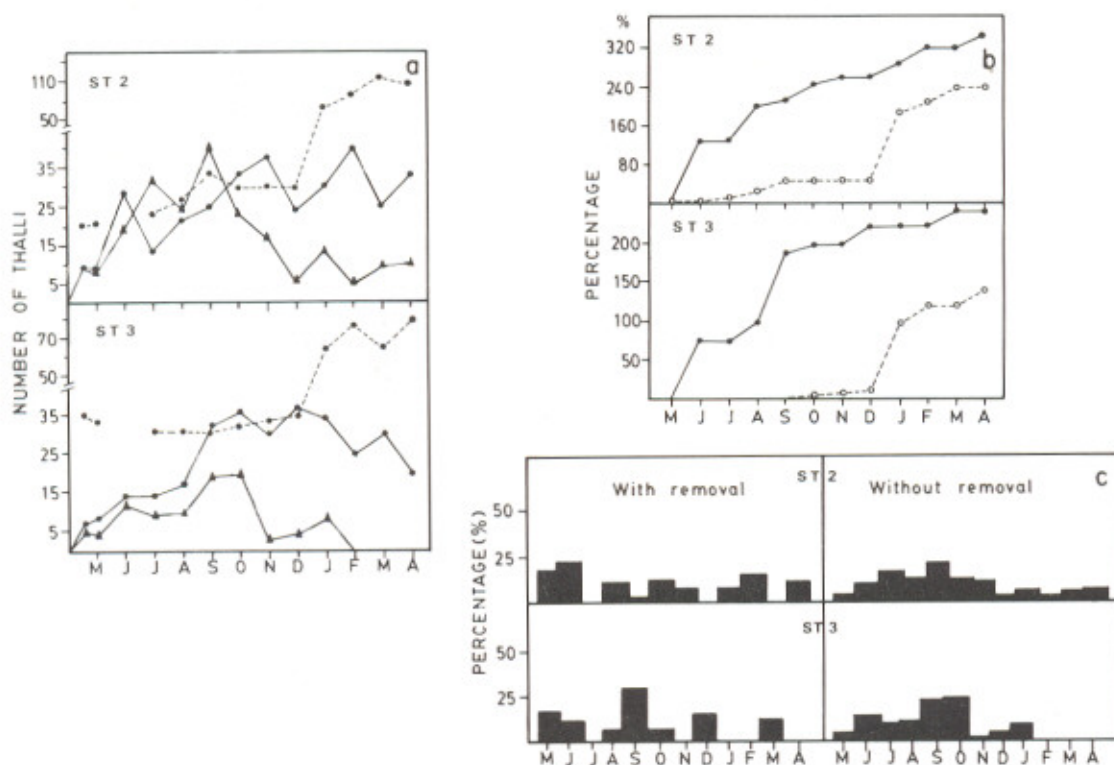 a
ST 2
110
50
35
25
15
5
ST 3
70
50
35
25
15
5
M J J A S O N D J F M A
NUMBER OF THALLI
%
b
ST 2
320
240
160
80
ST 3
200
150
100
50
M J J A S O N D J F M A
PERCENTAGE
c
ST 2
With removal
Without removal
50
25
ST 3
50
25
M J J A S O N D J F M A
M J J A S O N D J F M A
PERCENTAGE (%)